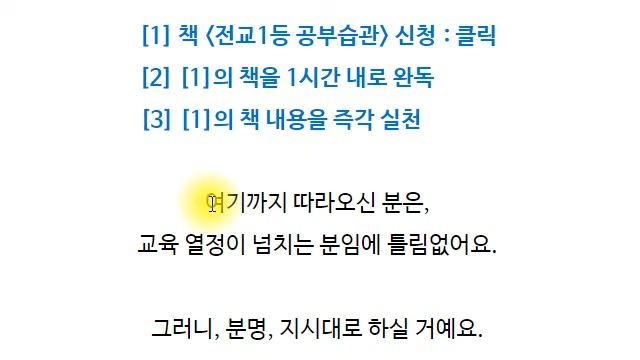 [1] 책 <전교1등 공부습관> 신청 : 클릭
[2] [1]의 책을 1시간 내로 완독
[3] [1]의 책 내용을 즉각 실천
여기까지 따라오신 분은,
교육 열정이 넘치는 분임에 틀림없어요.
그러니, 분명, 지시대로 하실 거예요.